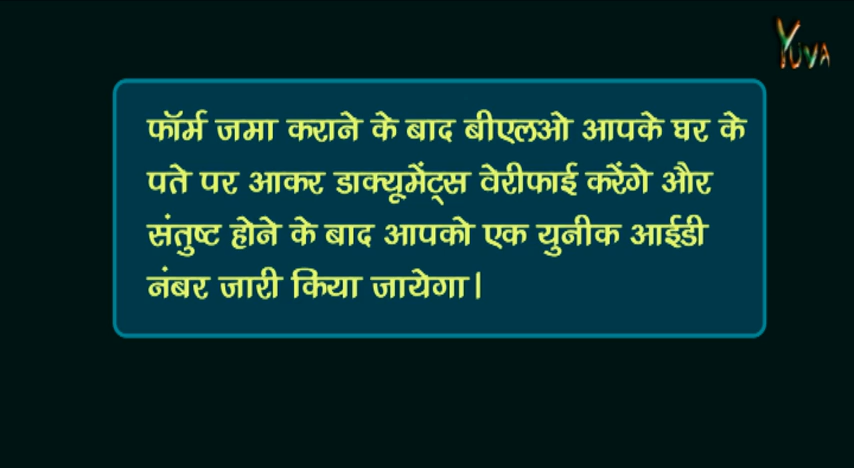 YUVA
फॉर्म जमा कराने के बाद बीएलओ आपके घर के
पते पर आकर डाक्यूमेंट्स वेरीफाई करेंगे और
संतुष्ट होने के बाद आपको एक युनीक आईडी
नंबर जारी किया जायेगा।